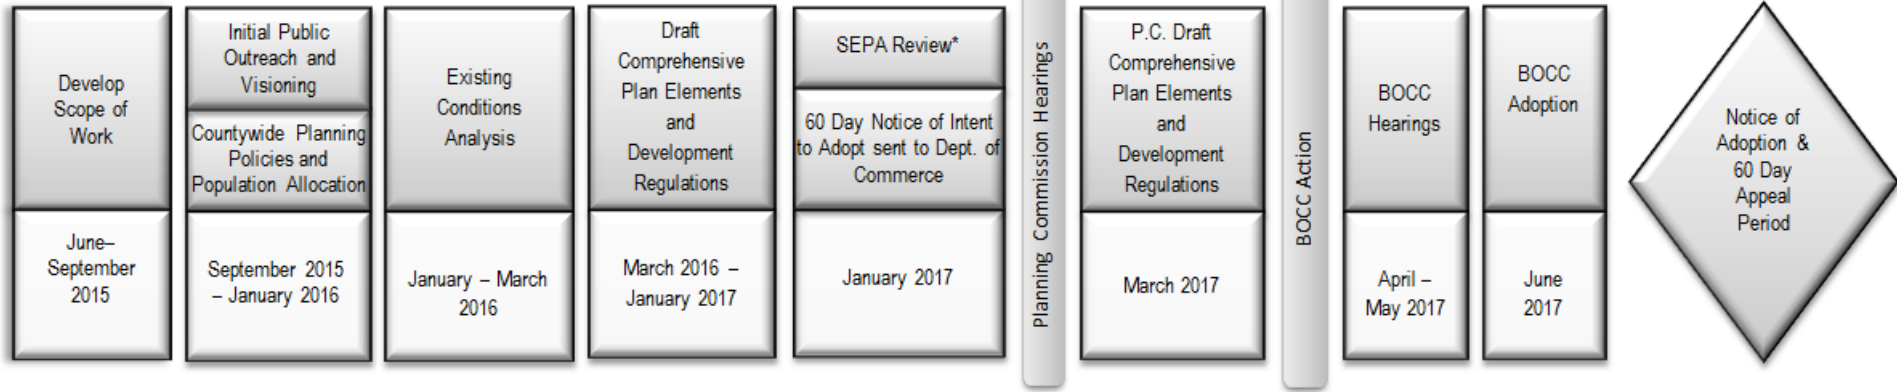 Develop
Scope of
Work
June–
September
2015
Initial Public
Outreach and
Visioning
Countywide Planning
Policies and
Population Allocation
September 2015
– January 2016
Existing
Conditions
Analysis
January – March
2016
Draft
Comprehensive
Plan Elements
and
Development
Regulations
March 2016 –
January 2017
SEPA Review*
60 Day Notice of Intent
to Adopt sent to Dept. of
Commerce
January 2017
Planning Commission Hearings
P.C. Draft
Comprehensive
Plan Elements
and
Development
Regulations
March 2017
BOCC Action
BOCC
Hearings
April –
May 2017
BOCC
Adoption
June
2017
Notice of
Adoption &
60 Day
Appeal
Period